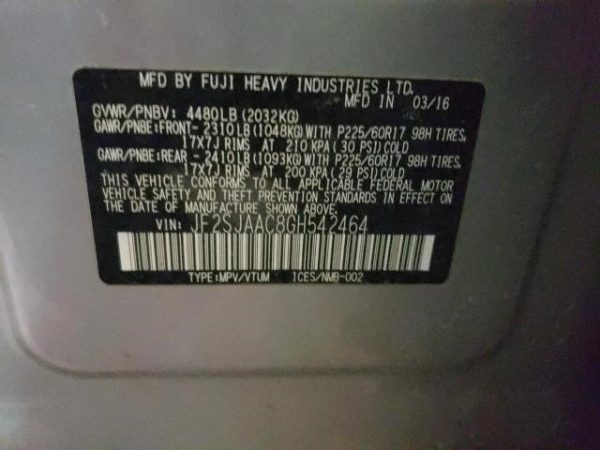 MFD BY FUJI HEAVY INDUSTRIES LTD.
MFD IN 03/16
GVWR/PNBV: 4480LB (2032KG)
GAWR/PNBE:FRONT-2310LB(1048KG)WITH P225/60R17 98H TIRES,
17X7J RIMS AT 210 KPA( 30 PSI)COLD
GAWR/PNBE:REAR -2410LB(1093KG)WITH P225/60R17 98H TIRES,
17X7J RIMS AT 200 KPA( 29 PSI)COLD
THIS VEHICLE CONFORMS TO ALL APPLICABLE FEDERAL MOTOR
VEHICLE SAFETY AND THEFT PREVENTION STANDARDS IN EFFECT ON
THE DATE OF MANUFACTURE SHOWN ABOVE.
VIN: JF2SJAAC8GH542464
TYPE:MPV/VTUM ICES/NMB-002